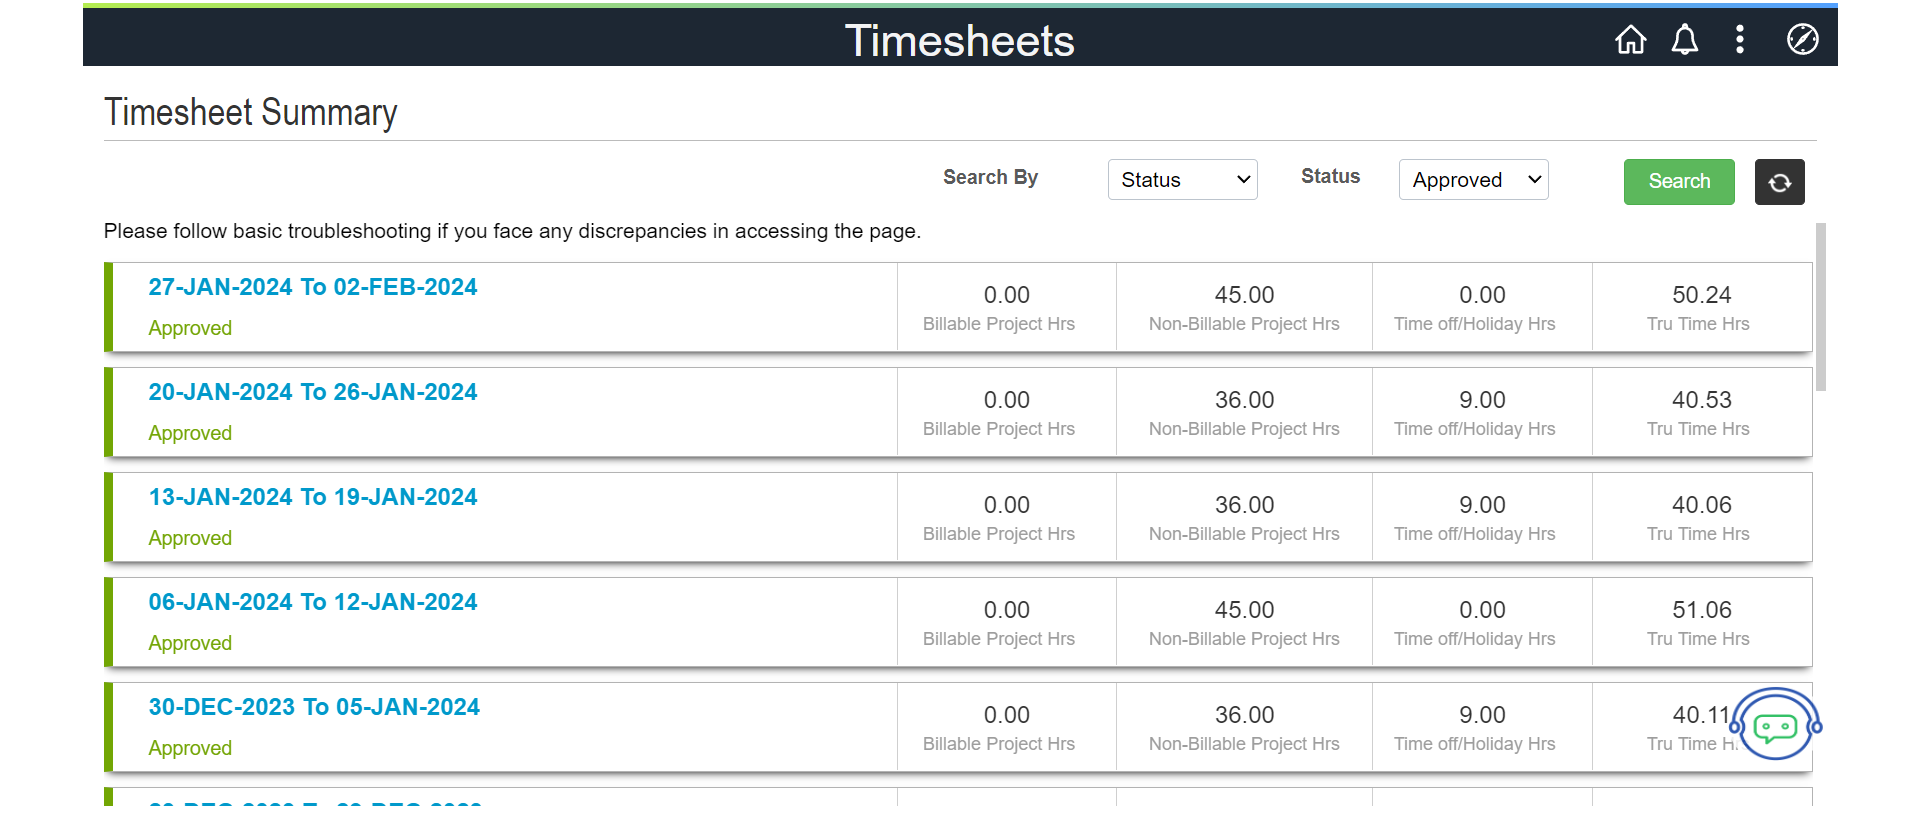 Timesheets
Timesheet Summary
Search By Status Status Approved Search
Please follow basic troubleshooting if you face any discrepancies in accessing the page.
27-JAN-2024 To 02-FEB-2024
Approved
0.00 45.00 0.00 50.24
Billable Project Hrs Non-Billable Project Hrs Time off/Holiday Hrs Tru Time Hrs
20-JAN-2024 To 26-JAN-2024
Approved
0.00 36.00 9.00 40.53
Billable Project Hrs Non-Billable Project Hrs Time off/Holiday Hrs Tru Time Hrs
13-JAN-2024 To 19-JAN-2024
Approved
0.00 36.00 9.00 40.06
Billable Project Hrs Non-Billable Project Hrs Time off/Holiday Hrs Tru Time Hrs
06-JAN-2024 To 12-JAN-2024
Approved
0.00 45.00 0.00 51.06
Billable Project Hrs Non-Billable Project Hrs Time off/Holiday Hrs Tru Time Hrs
30-DEC-2023 To 05-JAN-2024
Approved
0.00 36.00 9.00 40.11
Billable Project Hrs Non-Billable Project Hrs Time off/Holiday Hrs Tru Time